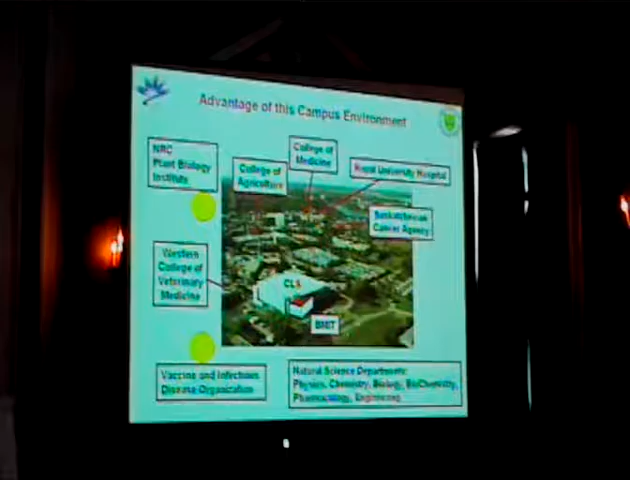 Advantage of this Campus Environment
NRC
Plant Biology
Institute
College of
Agriculture
College of
Medicine
Royal University Hospital
Saskatchewan
Cancer Agency
Western
College of
Veterinary
Medicine
CLS
BMIT
Vaccine and Infectious
Disease Organization
Natural Science Departments:
Physics, Chemistry, Biology, BioChemistry,
Pharmacology, Engineering